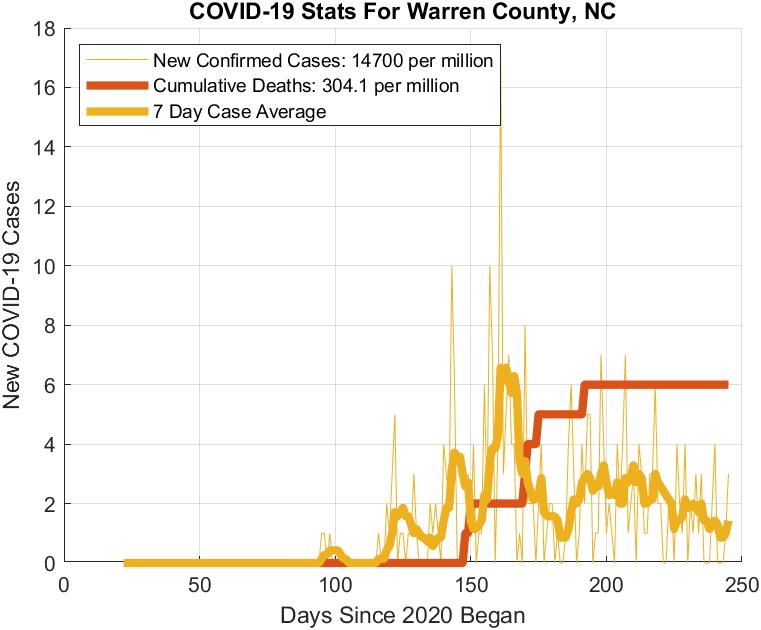 COVID-19 Stats For Warren County, NC
18
16
14
12
10
8
6
4
2
0
New COVID-19 Cases
New Confirmed Cases: 14700 per million
Cumulative Deaths: 304.1 per million
7 Day Case Average
0 50 100 150 200 250
Days Since 2020 Began